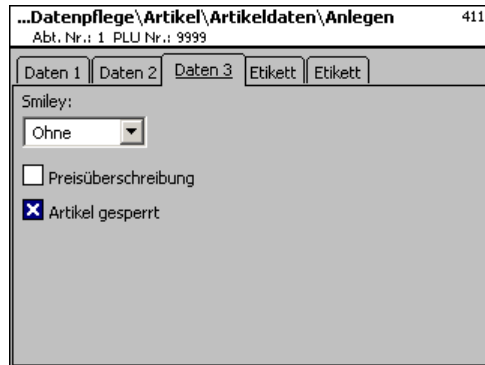 ...Datenpflege\Artikel\Artikeldaten\Anlegen 411
Abt. Nr.: 1 PLU Nr.: 9999
Daten 1 Daten 2 Daten 3 Etikett Etikett
Smiley:
Ohne
Preisüberschreibung
Artikel gesperrt